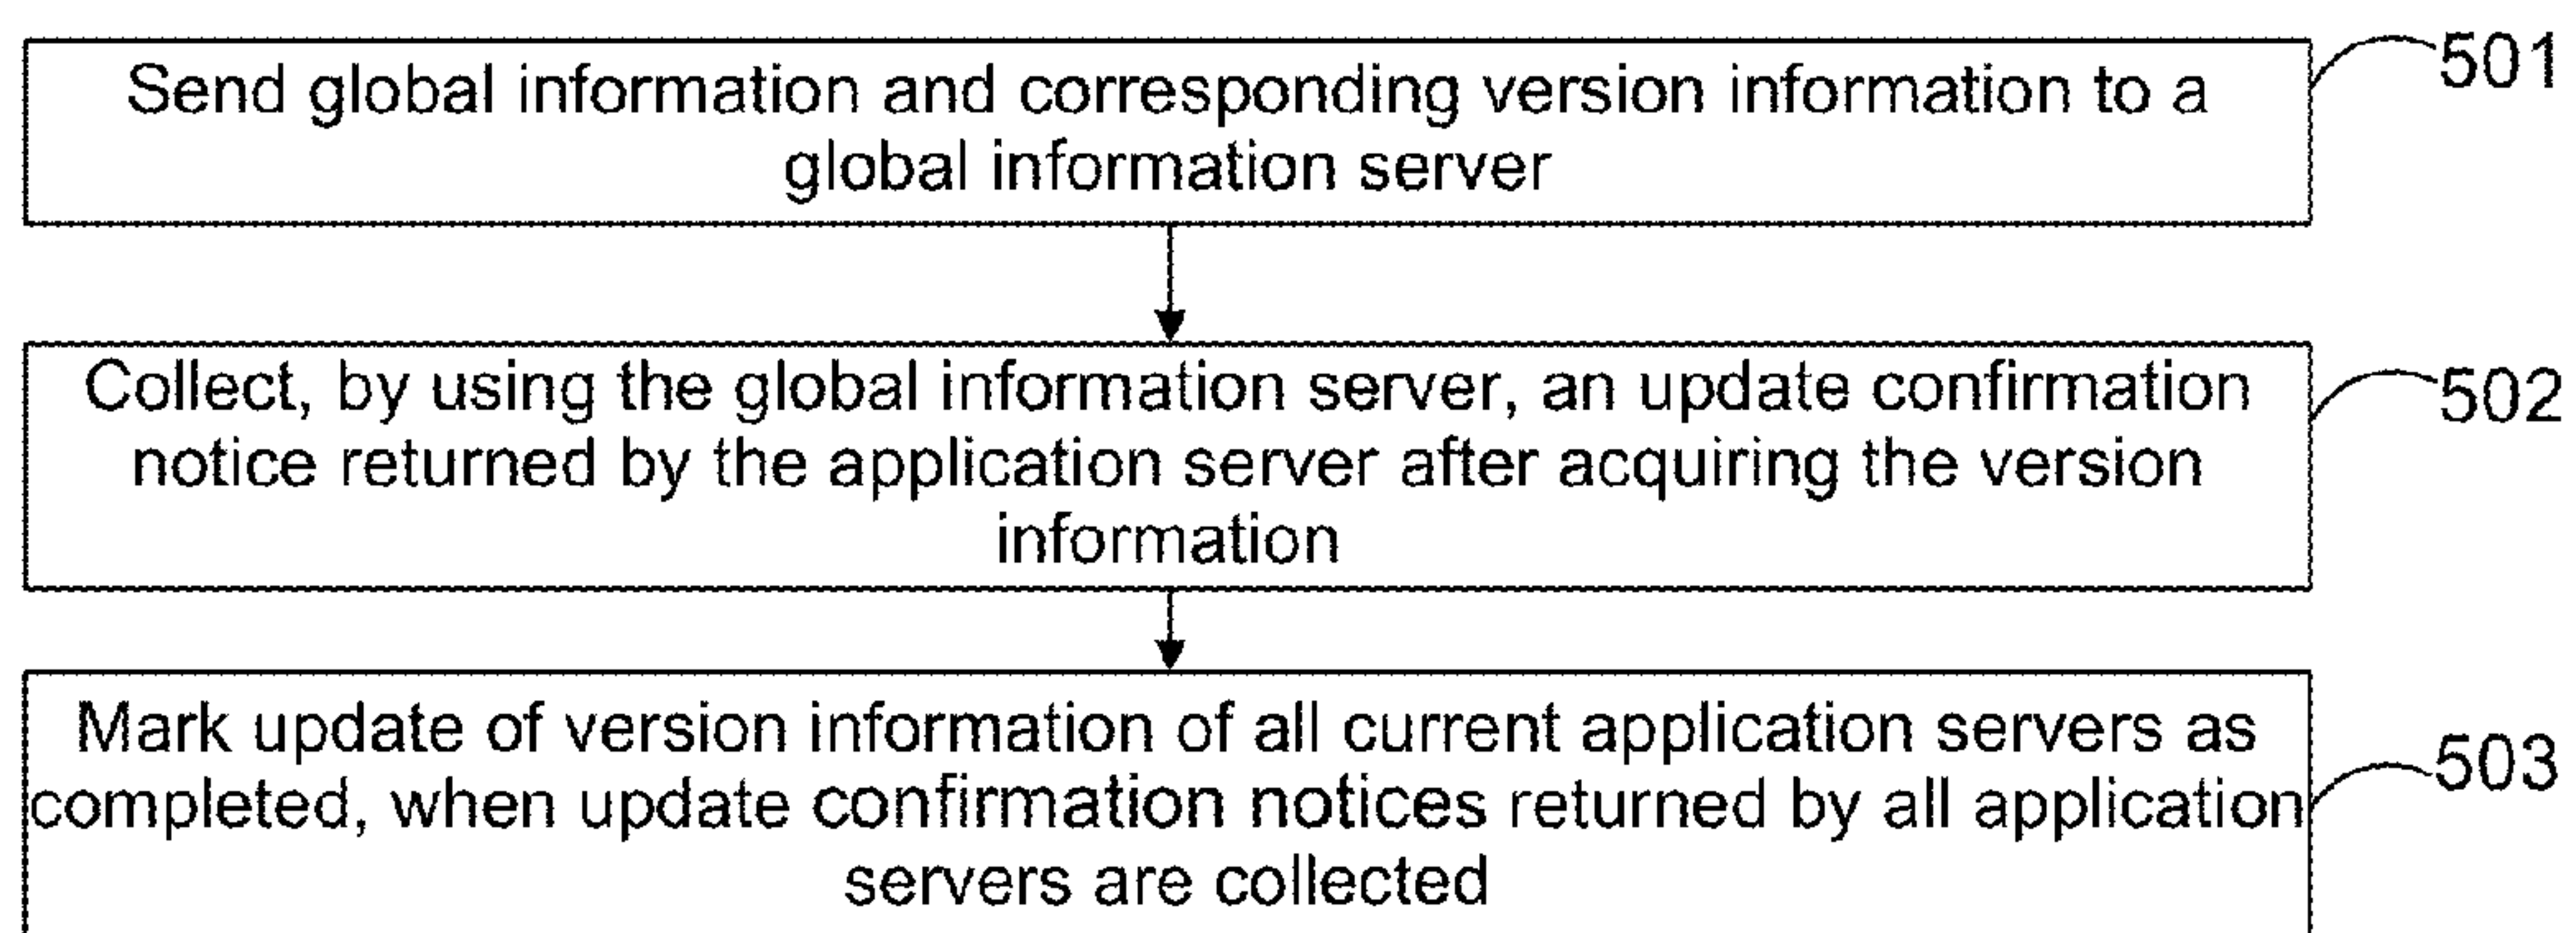 Send global information and corresponding version information to a
global information server
501
Collect, by using the global information server, an update confirmation
notice returned by the application server after acquiring the version
information
502
Mark update of version information of all current application servers as
completed, when update confirmation notices returned by all application
servers are collected
503